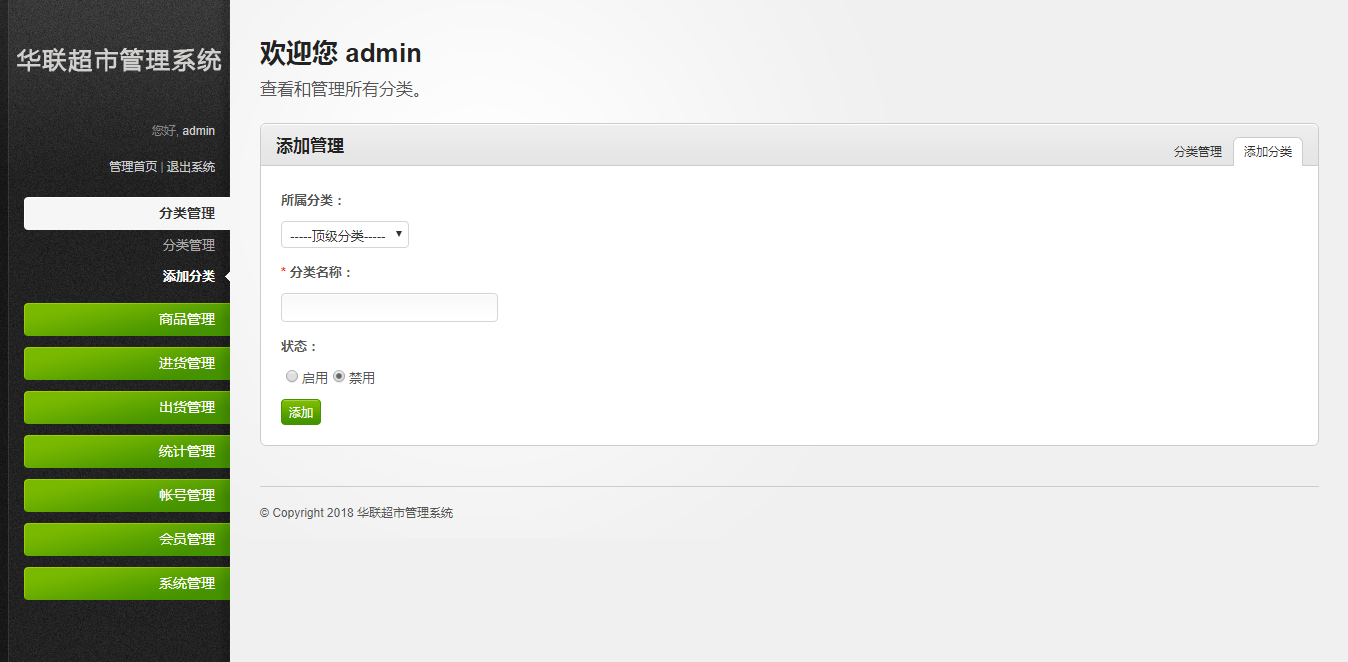 华联超市管理系统
您好, admin
管理首页 | 退出系统
分类管理
分类管理
添加分类
商品管理
进货管理
出货管理
统计管理
帐号管理
会员管理
系统管理
欢迎您 admin
查看和管理所有分类。
添加管理
分类管理
添加分类
所属分类：
-----顶级分类-----
* 分类名称：
状态：
启用 禁用
添加
© Copyright 2018 华联超市管理系统